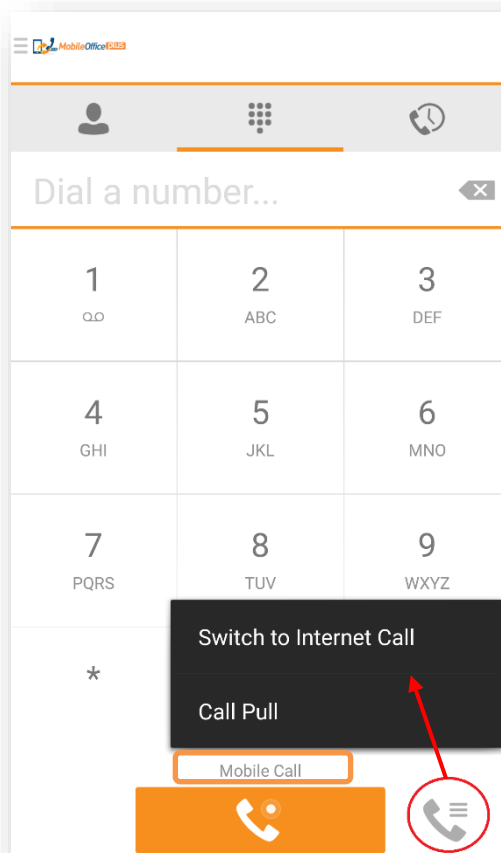 MobileOffice PLUS
Dial a number...
1 2 3
ABC DEF
4 5 6
GHI JKL MNO
7 8 9
PQRS TUV WXYZ
Switch to Internet Call
*
Call Pull
Mobile Call